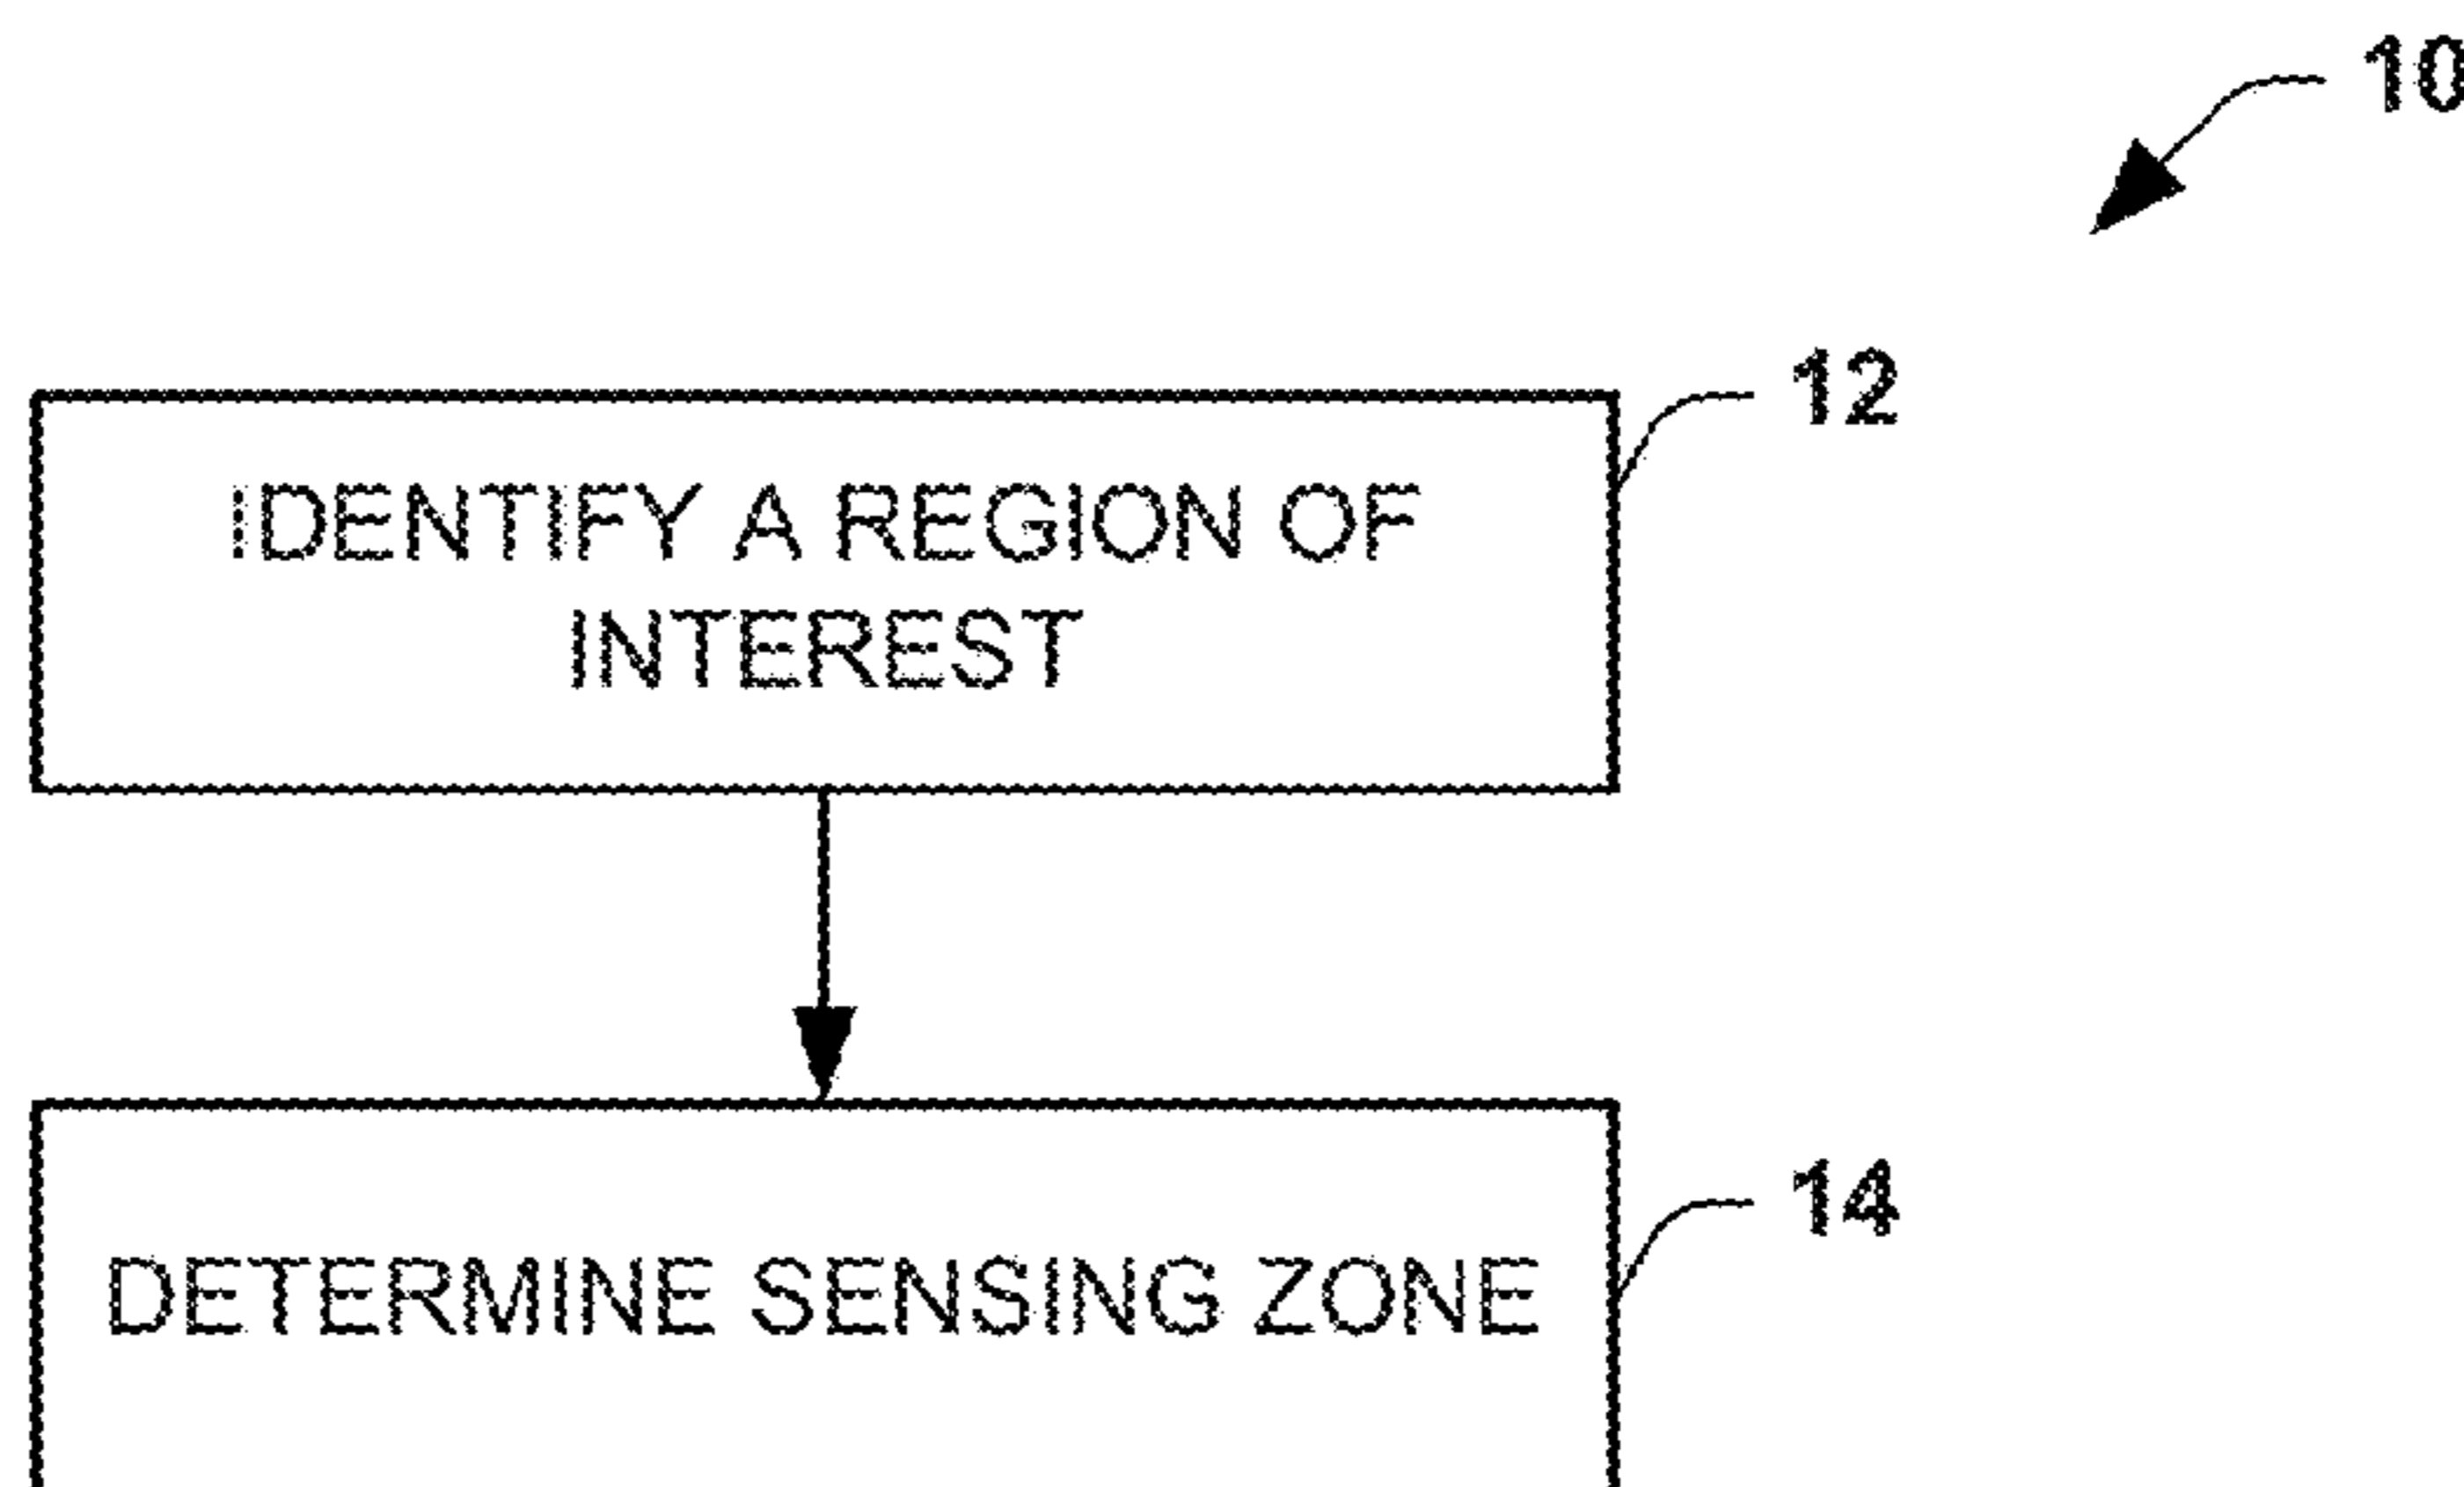 10
12
IDENTIFY A REGION OF
INTEREST
14
DETERMINE SENSING ZONE